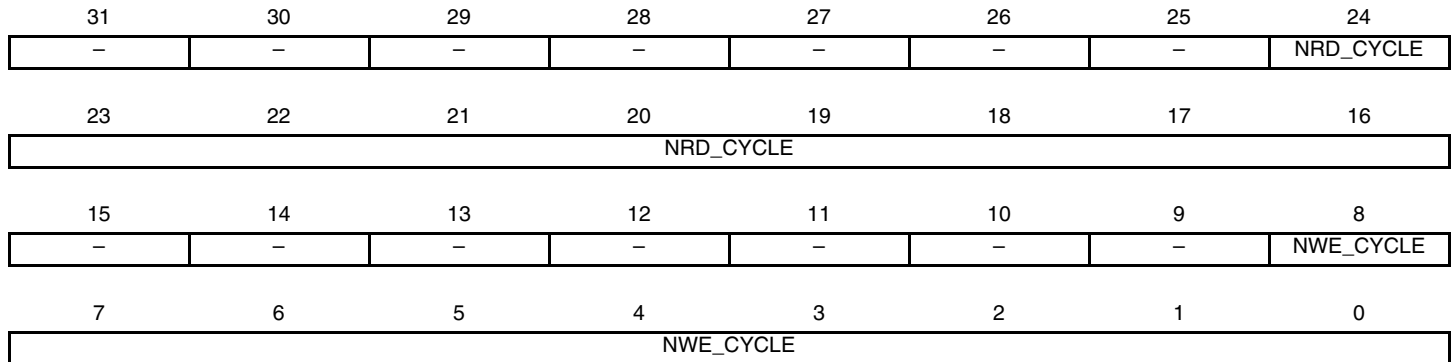 31 30 29 28 27 26 25 24
– – – – – – – NRD_CYCLE
23 22 21 20 19 18 17 16
NRD_CYCLE
15 14 13 12 11 10 9 8
– – – – – – – NWE_CYCLE
7 6 5 4 3 2 1 0
NWE_CYCLE